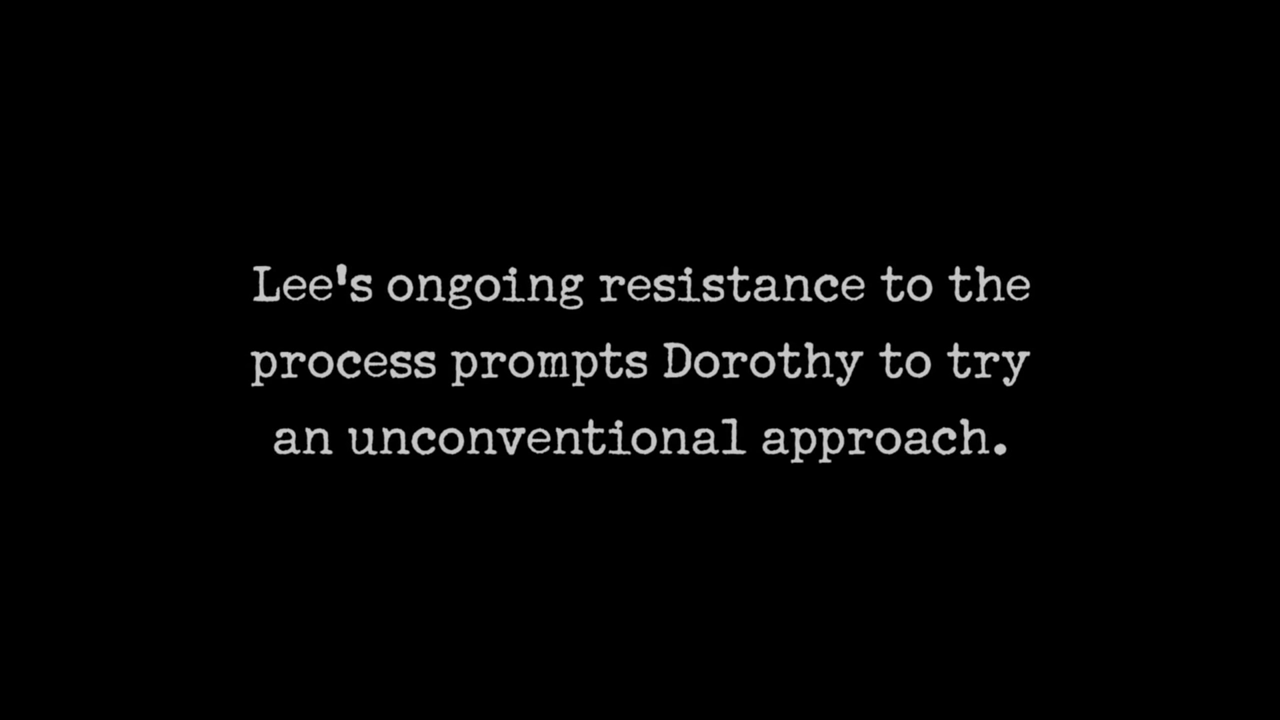 Lee's ongoing resistance to the
process prompts Dorothy to try
an unconventional approach.